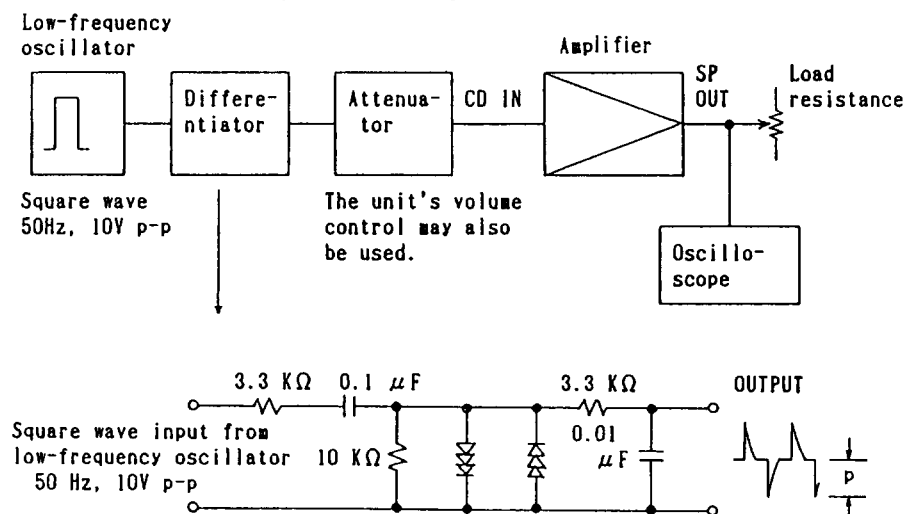 Low-frequency
oscillator
Amplifier
Differe-
ntiator
Attenua-
tor
CD IN
SP
OUT
Load
resistance
Square wave
50Hz, 10V p-p
The unit's volume
control may also
be used.
Oscillo-
scope
3.3 KΩ
0.1 μF
3.3 KΩ
OUTPUT
Square wave input from
low-frequency oscillator
50 Hz, 10V p-p
10 KΩ
0.01
μF
P